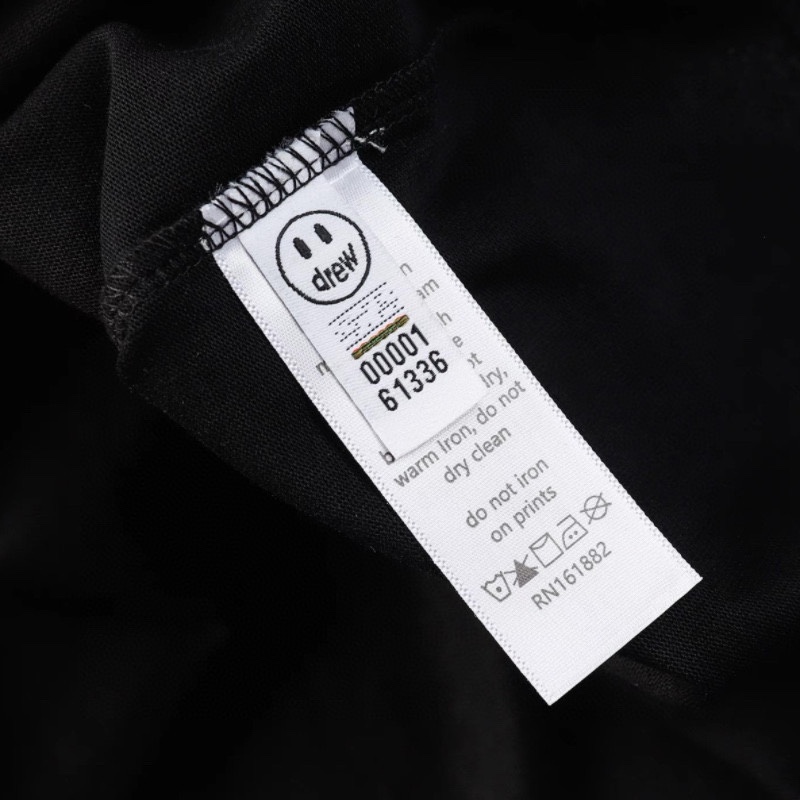 drew
00001
61336
warm Iron, do not
dry clean
do not iron
on prints
RN161882